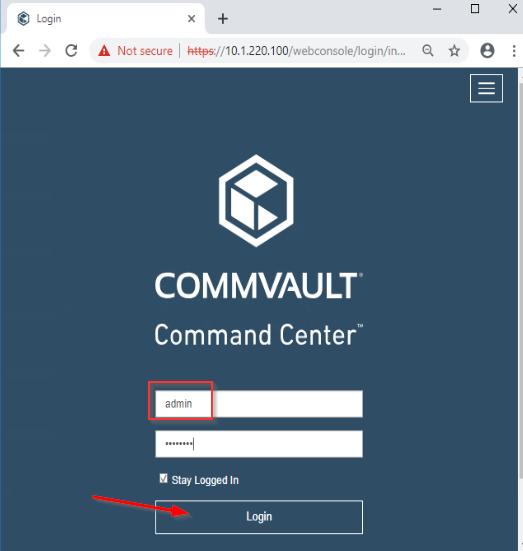 Login
Not secure https://10.1.220.100/webconsole/login/in...
COMMVAULT®
Command Center™
admin
••••••••
Stay Logged In
Login